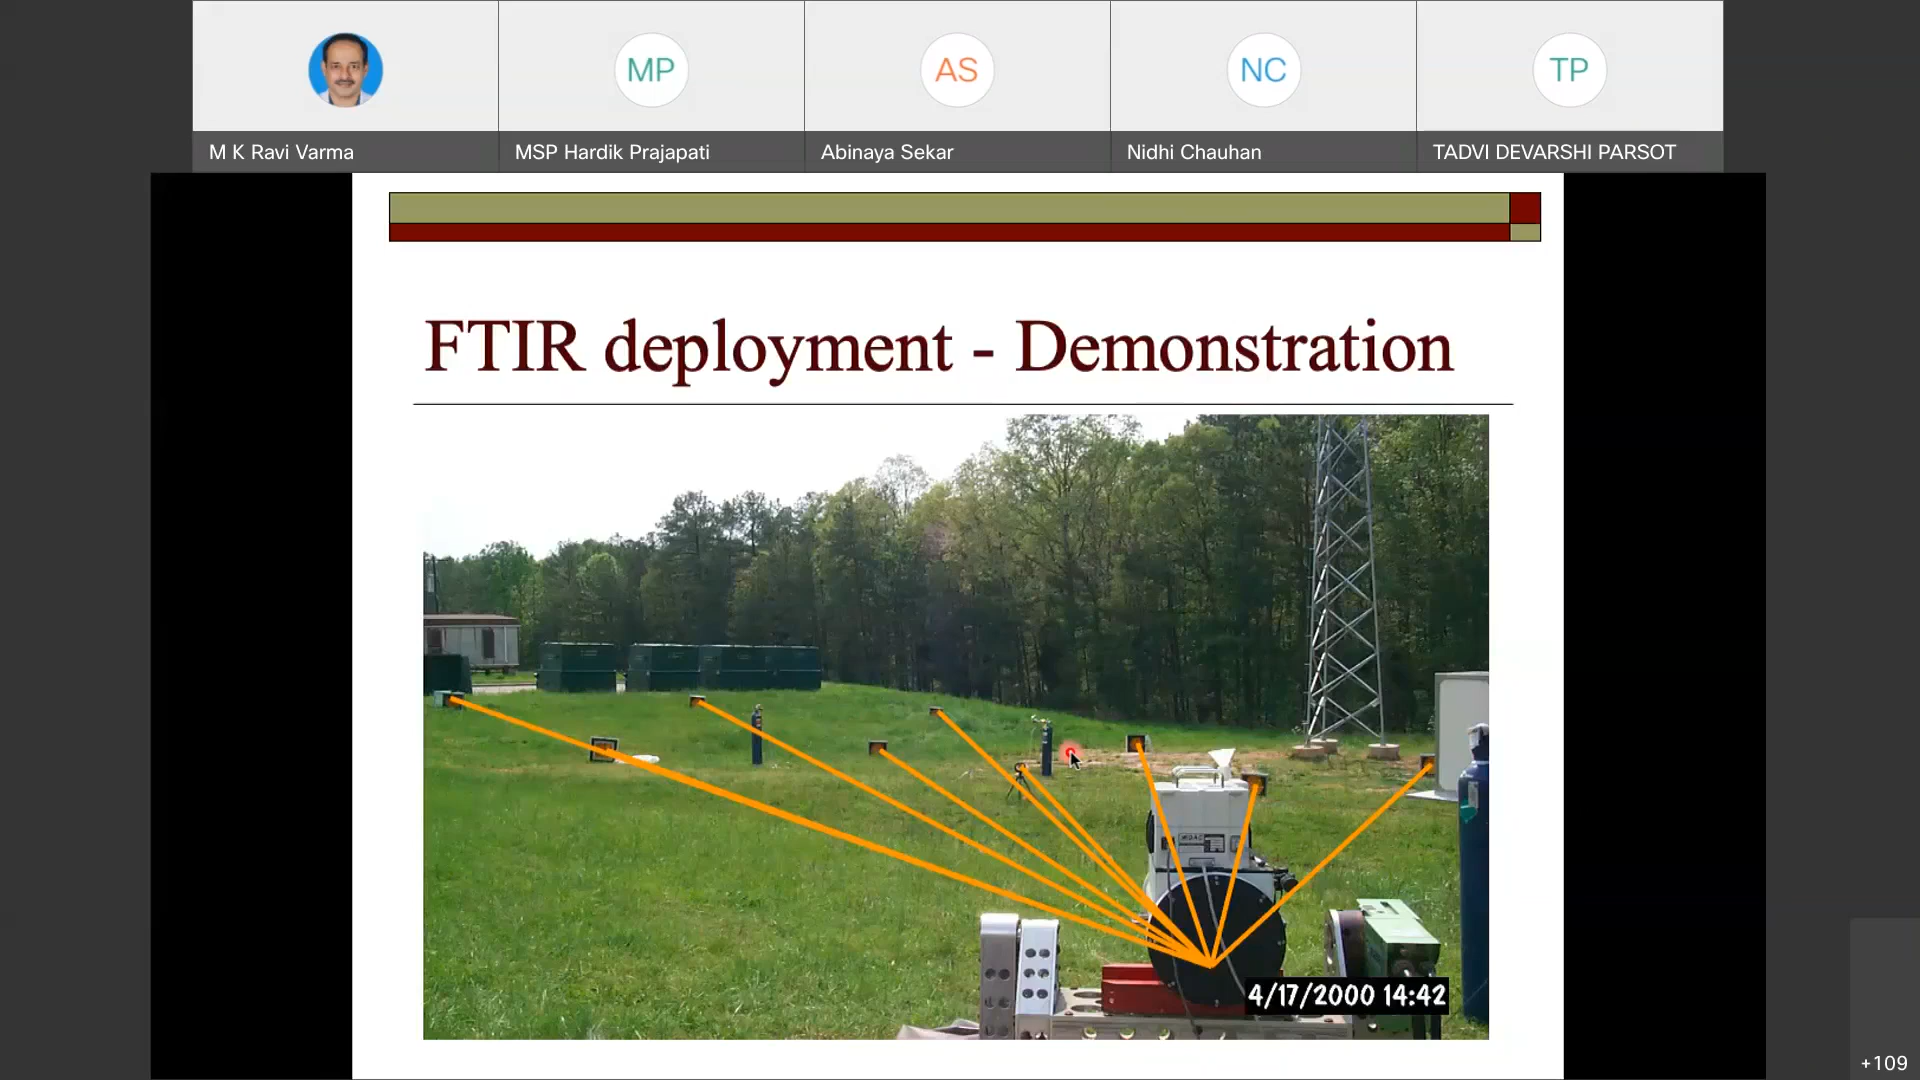 MP
AS
NC
TP
M K Ravi Varma
MSP Hardik Prajapati
Abinaya Sekar
Nidhi Chauhan
TADVI DEVARSHI PARSOT
FTIR deployment - Demonstration
4/17/2000 14:42
+109